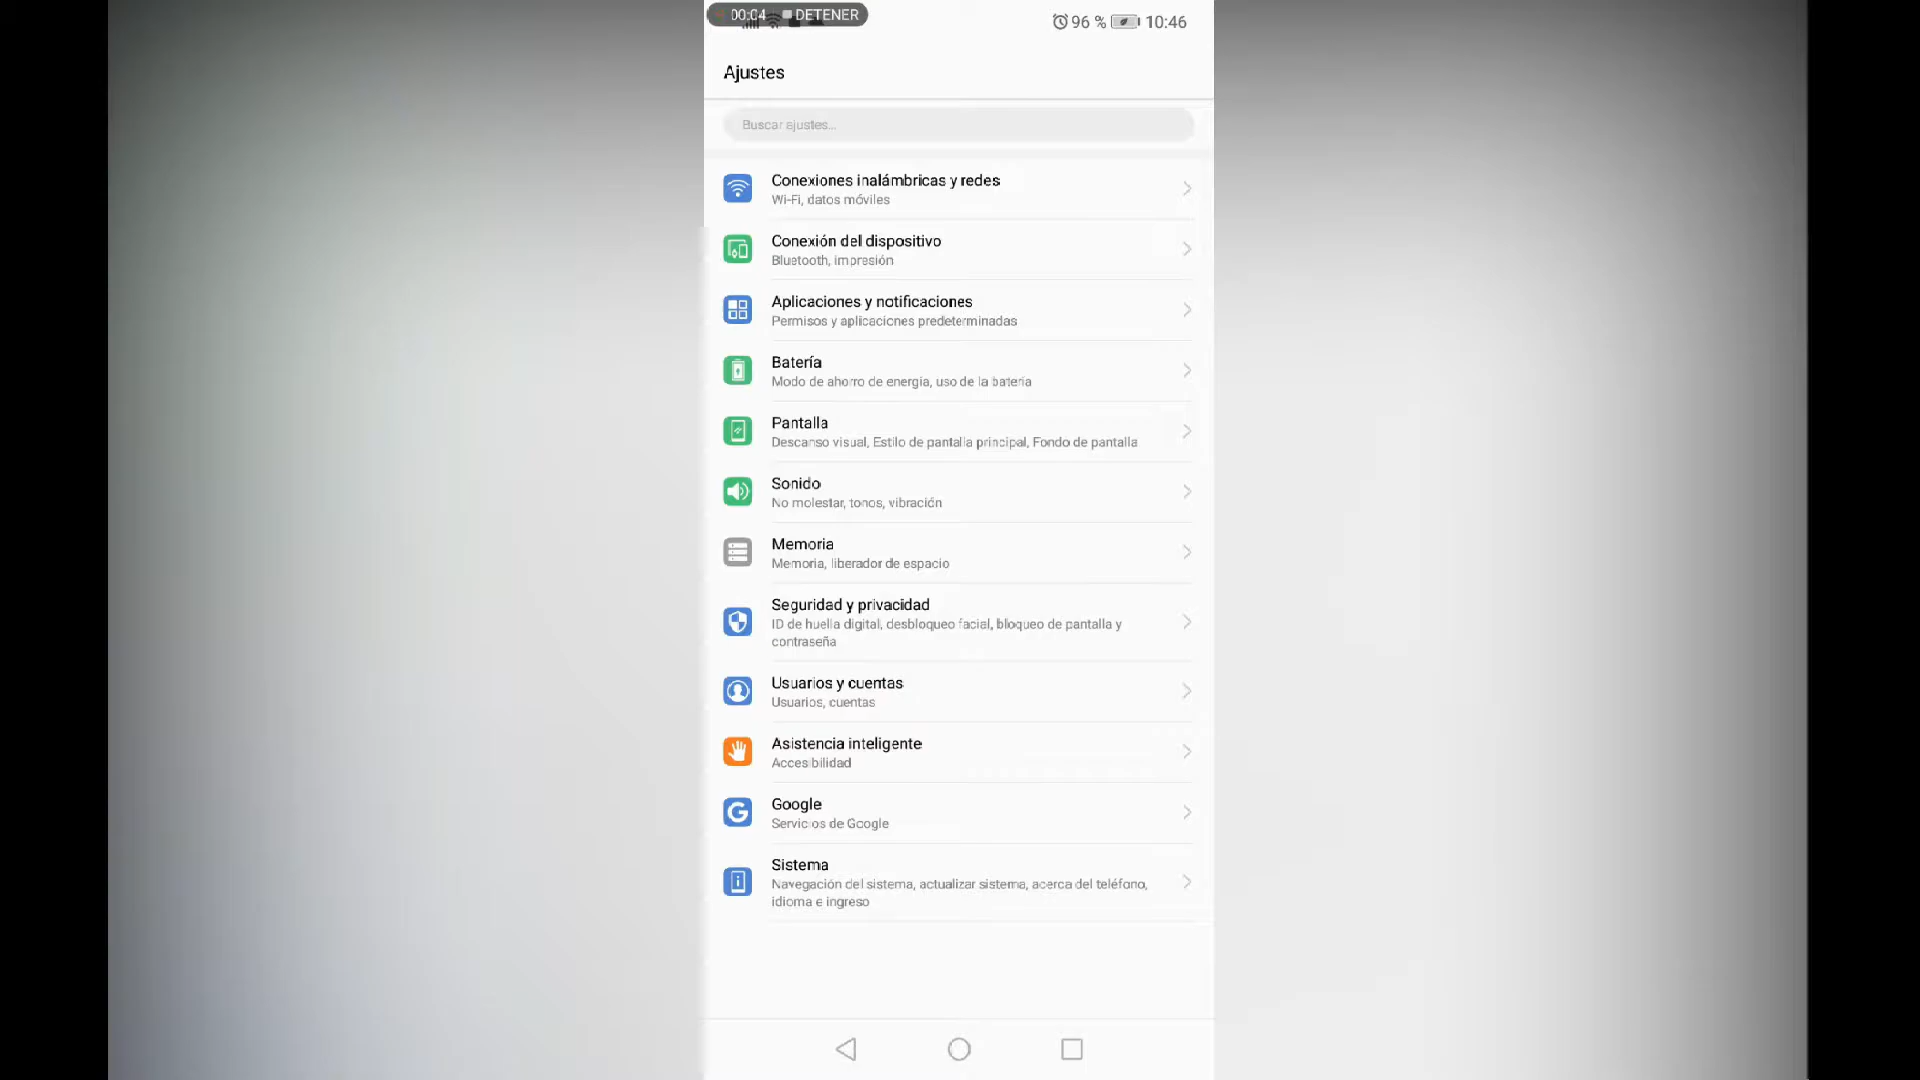 00:04 DETENER
96 % 10:46
Ajustes
Buscar ajustes...
Conexiones inalámbricas y redes
Wi-Fi, datos móviles
Conexión del dispositivo
Bluetooth, impresión
Aplicaciones y notificaciones
Permisos y aplicaciones predeterminadas
Batería
Modo de ahorro de energía, uso de la batería
Pantalla
Descanso visual, Estilo de pantalla principal, Fondo de pantalla
Sonido
No molestar, tonos, vibración
Memoria
Memoria, liberador de espacio
Seguridad y privacidad
ID de huella digital, desbloqueo facial, bloqueo de pantalla y
contraseña
Usuarios y cuentas
Usuarios, cuentas
Asistencia inteligente
Accesibilidad
Google
Servicios de Google
Sistema
Navegación del sistema, actualizar sistema, acerca del teléfono,
idioma e ingreso